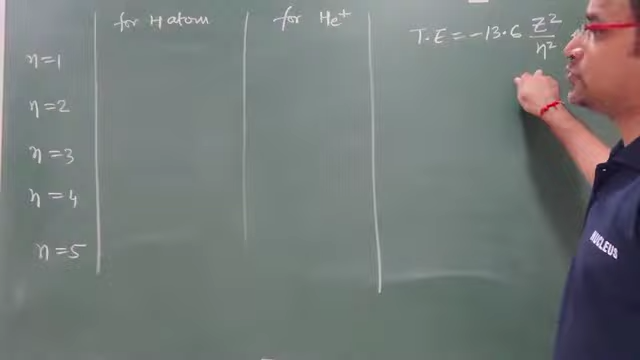 for H atom
for He+
T.E = -13.6 Z²/n²
n=1
n=2
n=3
n=4
n=5
NUCLEUS